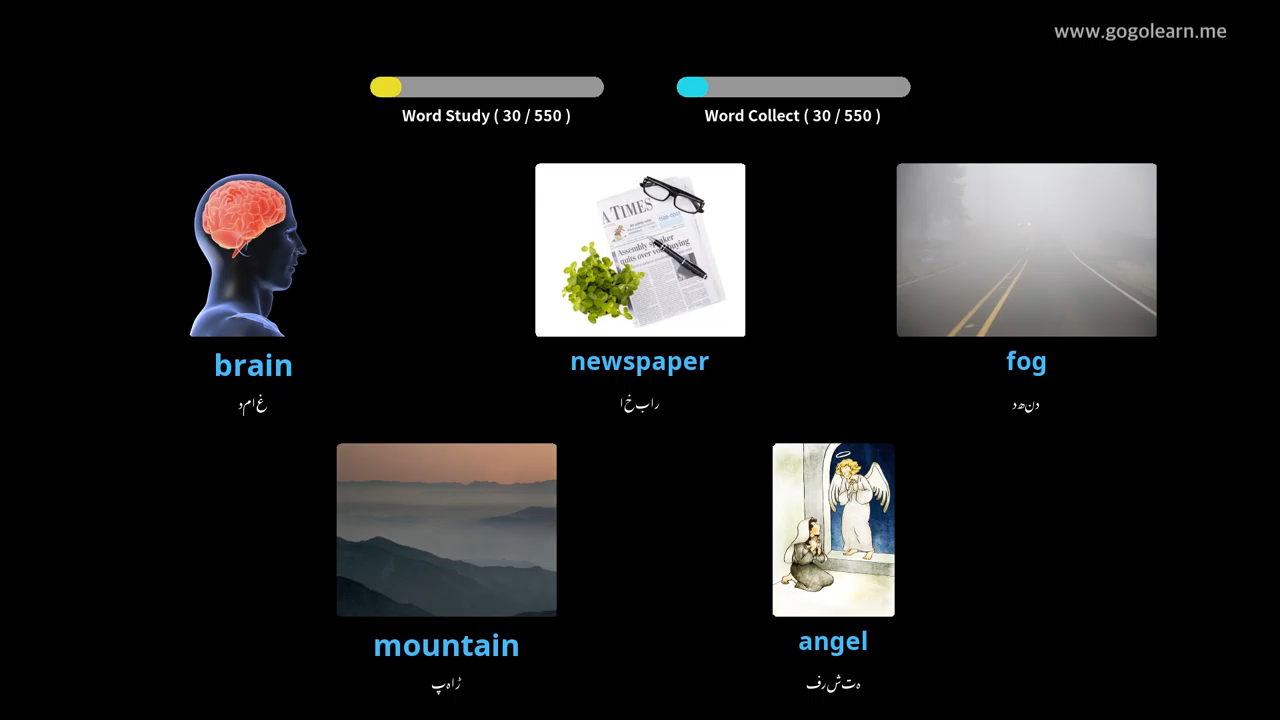 www.gogolearn.me
Word Study ( 30 / 550 )
Word Collect ( 30 / 550 )
A TIMES
brain
newspaper
fog
دماغ
اخبار
دھند
mountain
angel
پہاڑ
فرشتہ